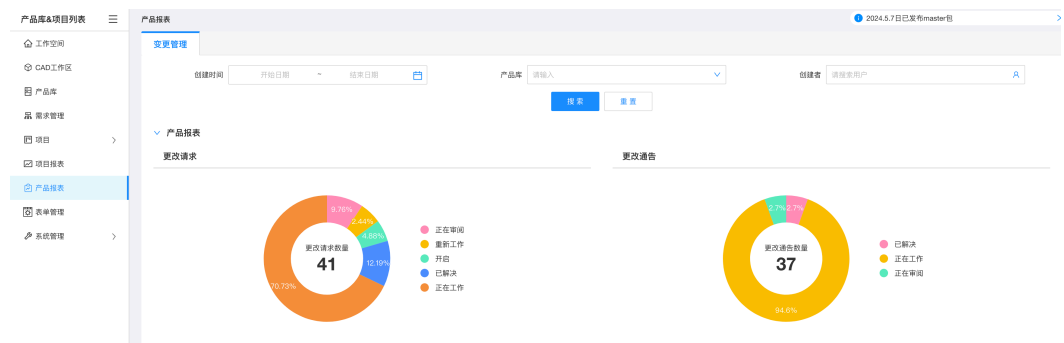 产品库&项目列表
工作空间
CAD工作区
产品库
需求管理
项目
项目报表
产品报表
表单管理
系统管理
产品报表
2024.5.7日已发布master包
变更管理
创建时间 开始日期 ~ 结束日期 产品库 请输入 创建者 请搜索用户
搜索 重置
产品报表
更改请求 更改通告
9.76%
2.44%
4.88%
12.19%
70.73%
更改请求数量
41
正在审阅
重新工作
开启
已解决
正在工作
2.7% 2.7%
94.6%
更改通告数量
37
已解决
正在工作
正在审阅